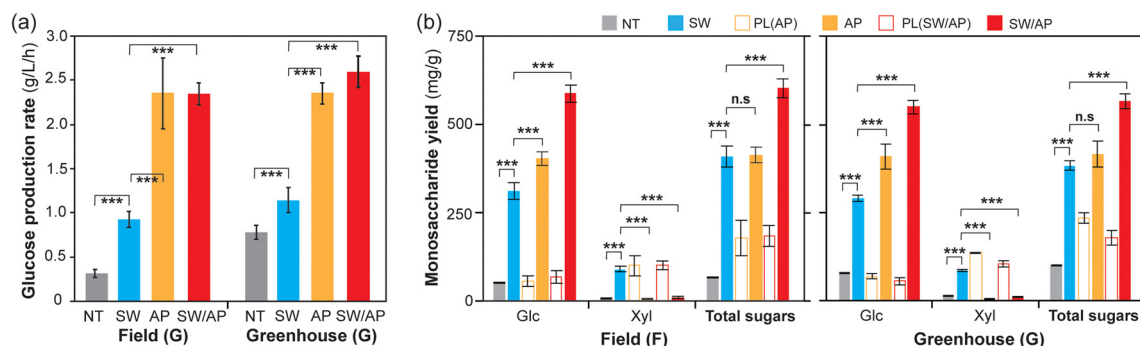 (a)
Glucose production rate (g/L/h)
3.0
2.5
2.0
1.5
1.0
0.5
0
***
***
***
***
***
***
NT SW AP SW/AP NT SW AP SW/AP
Field (G) Greenhouse (G)
(b)
NT SW PL(AP) AP PL(SW/AP) SW/AP
Monosaccharide yield (mg/g)
750
500
250
0
***
***
***
***
***
***
***
n.s
***
Glc Xyl Total sugars
Field (F)
***
***
***
***
***
***
***
n.s
***
Glc Xyl Total sugars
Greenhouse (G)